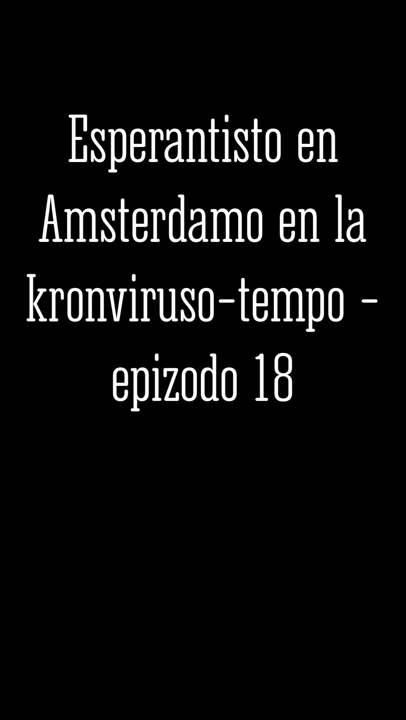 Esperantisto en
Amsterdamo en la
kronviruso-tempo -
epizodo 18